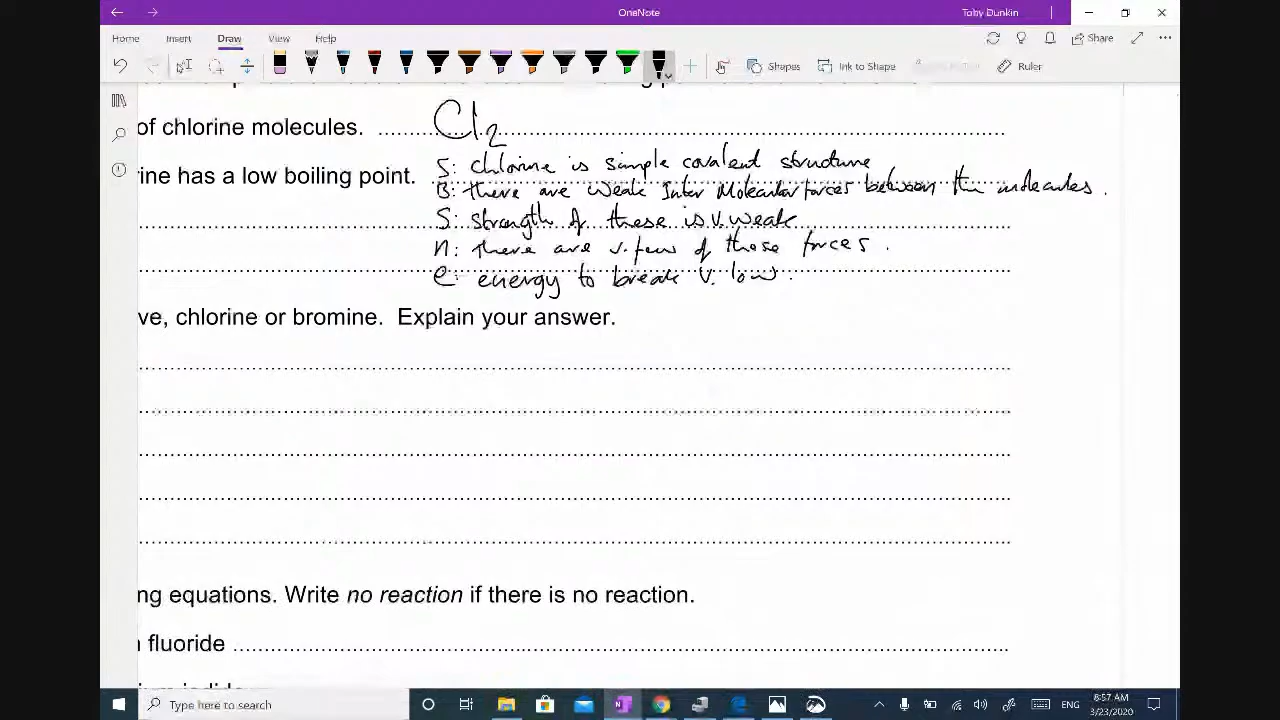 OneNote
Toby Dunkin
Home Insert Draw View Help Share
Shapes Ink to Shape Ruler
of chlorine molecules. Cl2
rine has a low boiling point. S: chlorine is simple covalent structure
B: there are weak Inter Molecular forces between the molecules .
S: strength of these is v. weak
n: there are v. few of those forces .
e: energy to break v. low .
ve, chlorine or bromine. Explain your answer.
ng equations. Write no reaction if there is no reaction.
fluoride
Type here to search
ENG
8:57 AM
3/23/2020